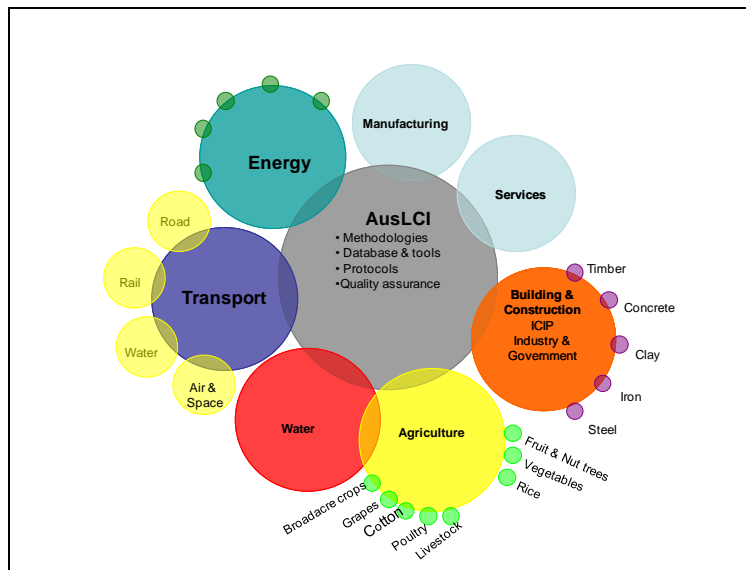 Manufacturing
Energy
Services
AusLCI
• Methodologies
• Database & tools
• Protocols
•Quality assurance
Road
Rail
Transport
Water
Air &
Space
Timber
Building &
Construction
ICIP
Industry &
Government
Concrete
Clay
Iron
Steel
Water
Agriculture
Fruit & Nut trees
Vegetables
Rice
Broadacre crops
Grapes
Cotton
Poultry
Livestock